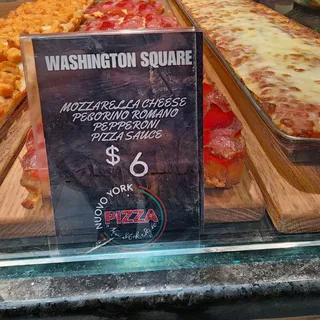 WASHINGTON SQUARE
MOZZARELLA CHEESE
PECORINO ROMANO
PEPPERONI
PIZZA SAUCE
$6
NUOVO YORK
PIZZA